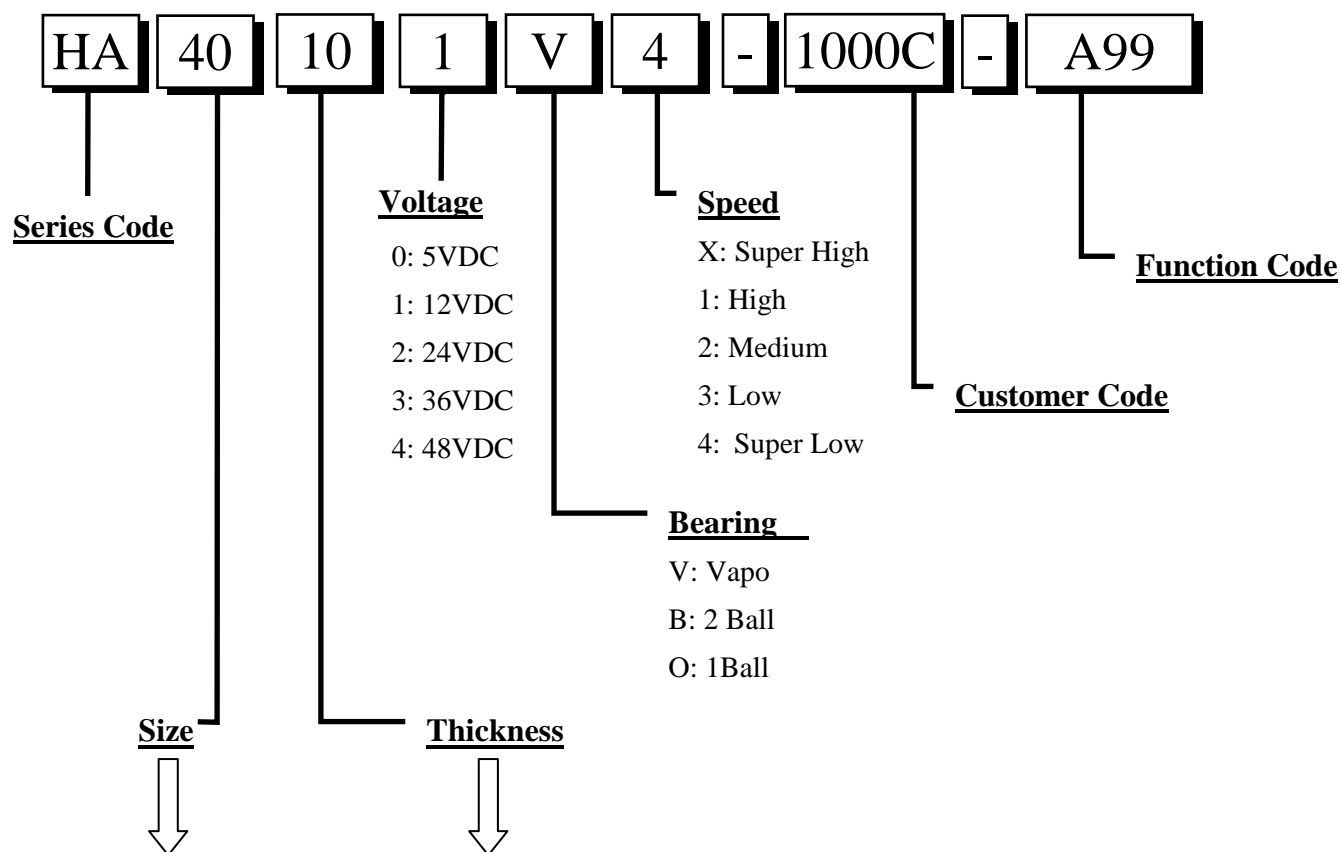 HA 40 10 1 V 4 - 1000C - A99
Series Code
Voltage
0: 5VDC
1: 12VDC
2: 24VDC
3: 36VDC
4: 48VDC
Speed
X: Super High
1: High
2: Medium
3: Low
4: Super Low
Function Code
Customer Code
Bearing
V: Vapo
B: 2 Ball
O: 1Ball
Size
Thickness